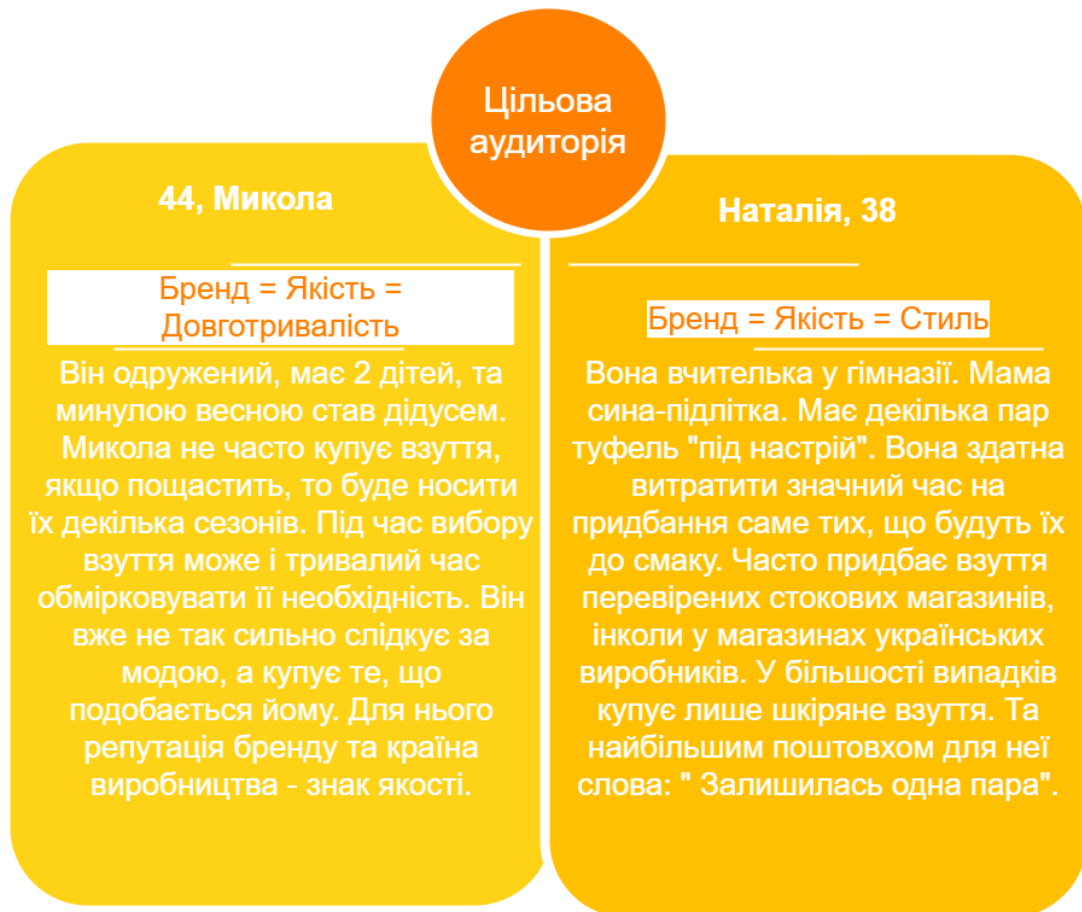 Цільова
аудиторія
44, Микола
Бренд = Якість =
Довготривалість
Він одружений, має 2 дітей, та
минулою весною став дідусем.
Микола не часто купує взуття,
якщо пощастить, то буде носити
їх декілька сезонів. Під час вибору
взуття може і тривалий час
обмірковувати її необхідність. Він
вже не так сильно слідкує за
модою, а купує те, що
подобається йому. Для нього
репутація бренду та країна
виробництва - знак якості.
Наталія, 38
Бренд = Якість = Стиль
Вона вчителька у гімназії. Мама
сина-підлітка. Має декілька пар
туфель "під настрій". Вона здатна
витратити значний час на
придбання саме тих, що будуть їх
до смаку. Часто придбає взуття
перевірених стокових магазинів,
інколи у магазинах українських
виробників. У більшості випадків
купує лише шкіряне взуття. Та
найбільшим поштовхом для неї
слова: " Залишилась одна пара".